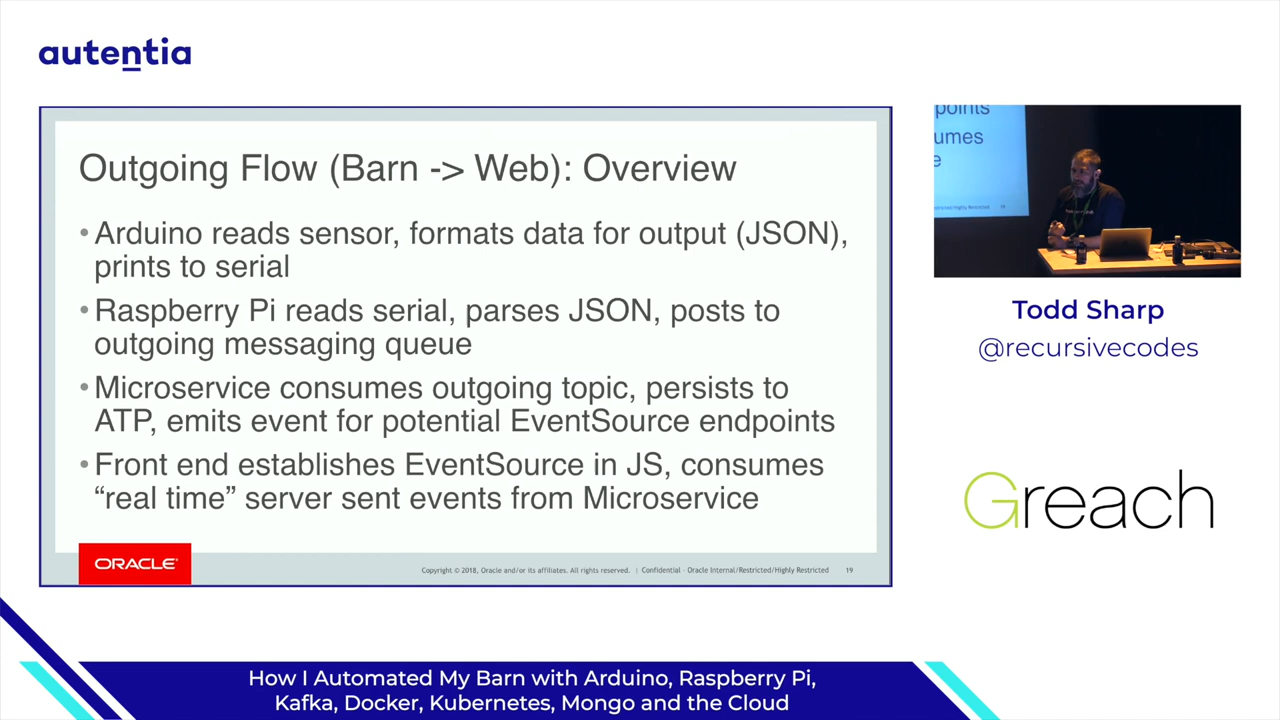 autentia
Outgoing Flow (Barn -> Web): Overview
• Arduino reads sensor, formats data for output (JSON),
prints to serial
• Raspberry Pi reads serial, parses JSON, posts to
outgoing messaging queue
• Microservice consumes outgoing topic, persists to
ATP, emits event for potential EventSource endpoints
• Front end establishes EventSource in JS, consumes
“real time” server sent events from Microservice
ORACLE
Copyright © 2018, Oracle and/or its affiliates. All rights reserved. | Confidential - Oracle Internal/Restricted/Highly Restricted 19
points
umes
e
Todd Sharp
@recursivecodes
Greach
How I Automated My Barn with Arduino, Raspberry Pi,
Kafka, Docker, Kubernetes, Mongo and the Cloud